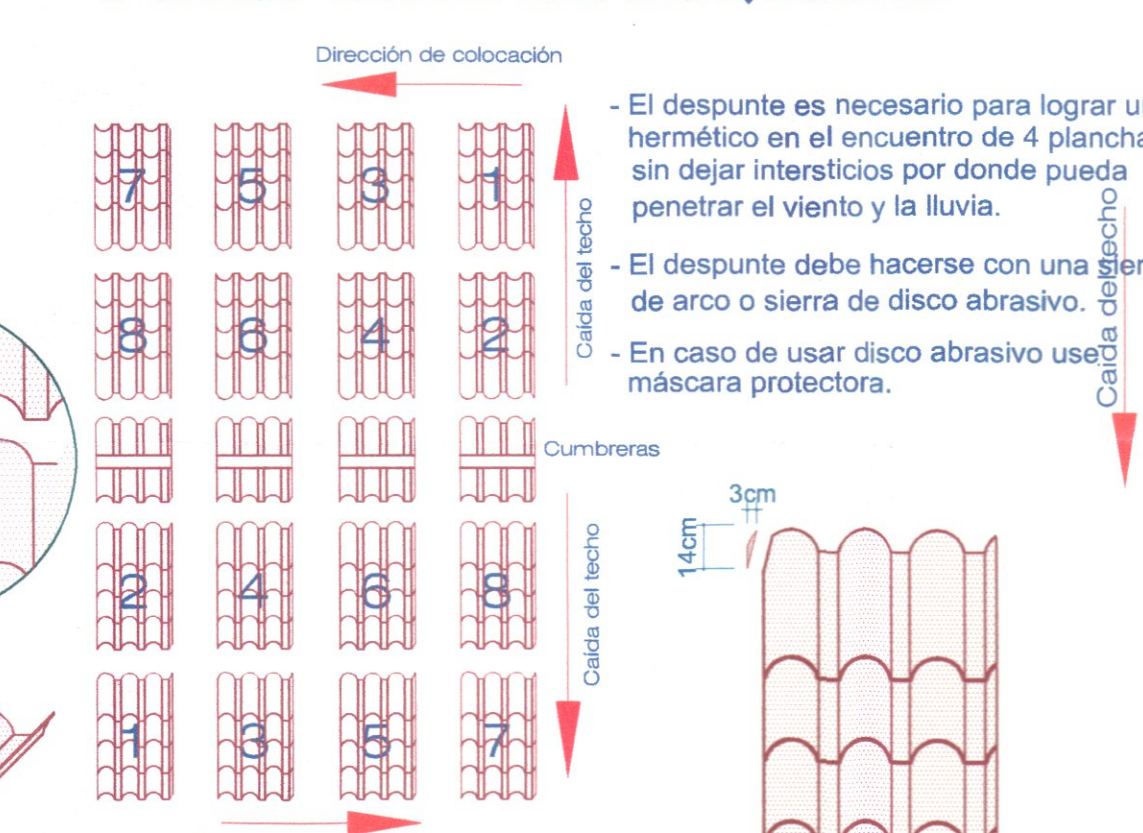 Dirección de colocación
- El despunte es necesario para lograr un
hermético en el encuentro de 4 plancha
sin dejar intersticios por donde pueda
penetrar el viento y la lluvia.
- El despunte debe hacerse con una sier
de arco o sierra de disco abrasivo.
- En caso de usar disco abrasivo use
máscara protectora.
Caída del techo
Caída del techo
7 5 3 1
8 6 4 2
Cumbreras
2 4 6 8
1 3 5 7
Caída del techo
3cm
14cm